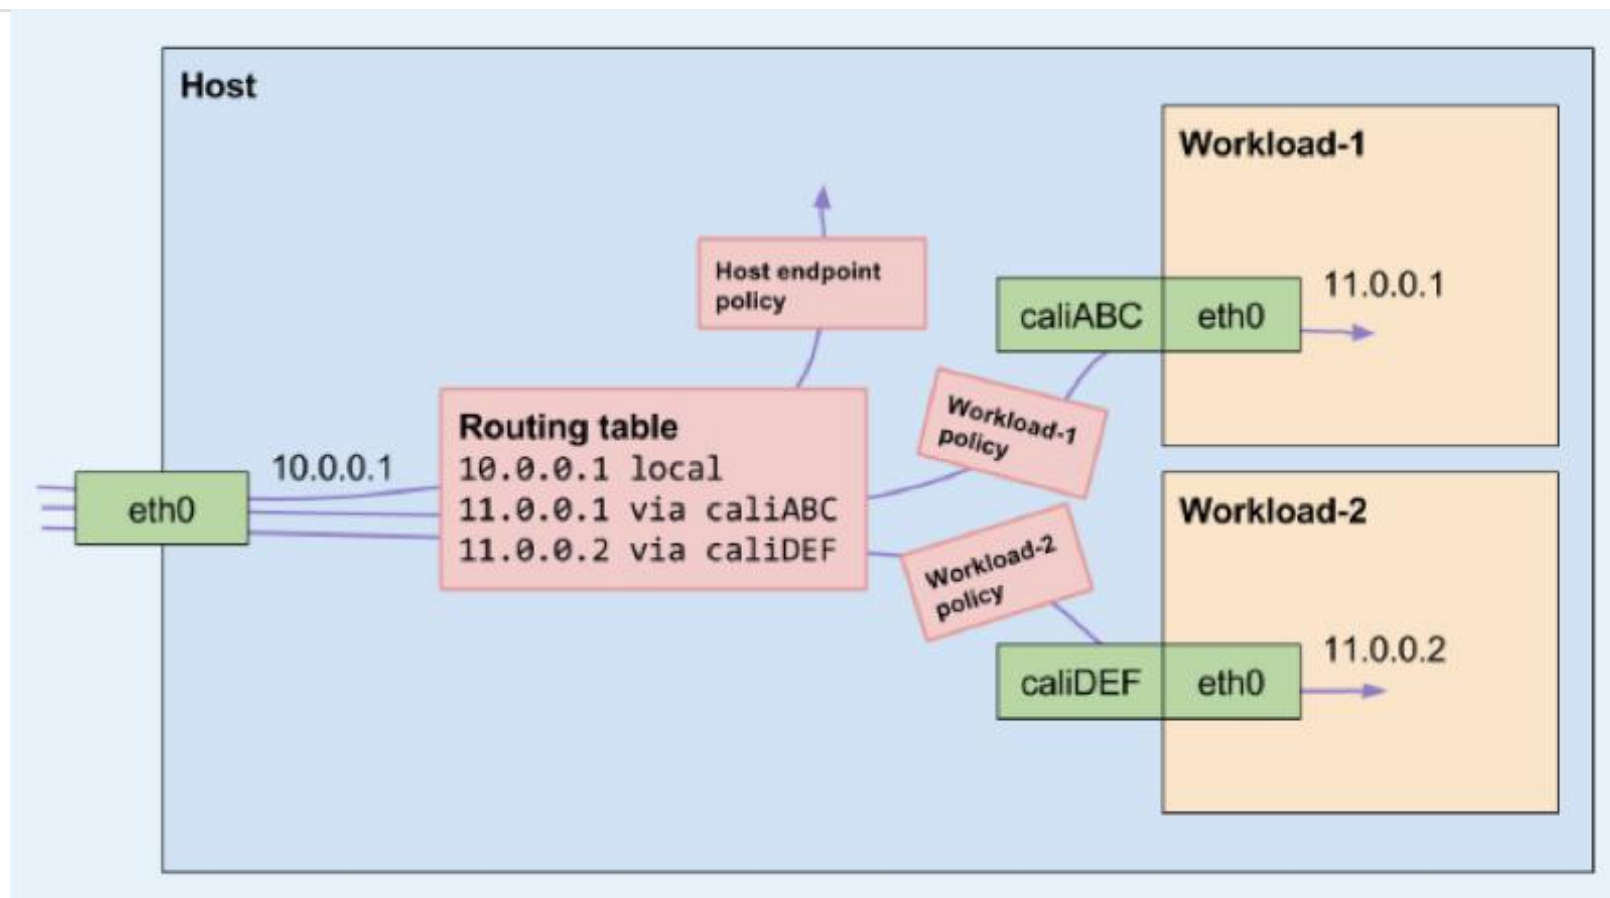 Host
Workload-1
Host endpoint
policy
caliABC
eth0
11.0.0.1
Workload-1
policy
10.0.0.1
eth0
Routing table
10.0.0.1 local
11.0.0.1 via caliABC
11.0.0.2 via caliDEF
Workload-2
Workload-2
policy
caliDEF
eth0
11.0.0.2